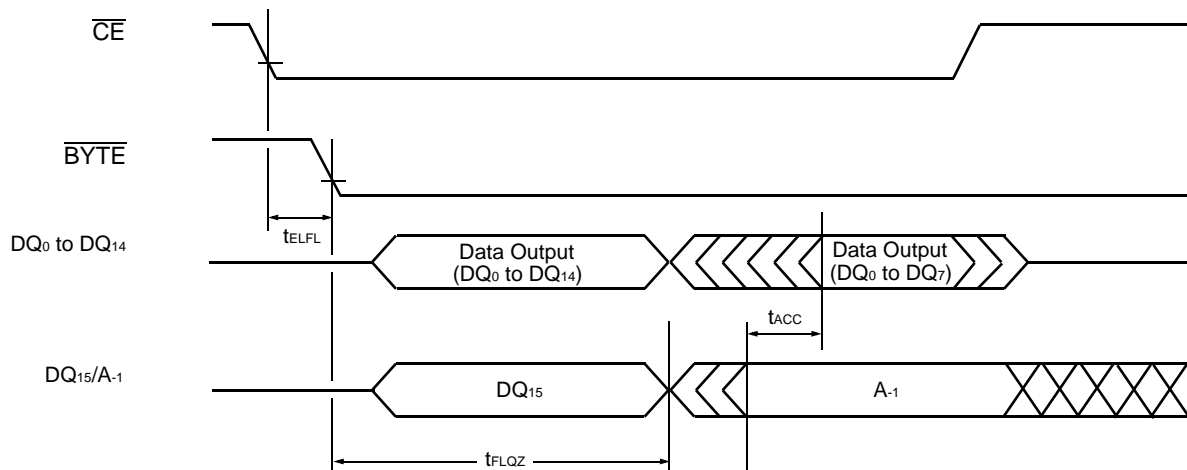 CE
BYTE
tELFL
DQ0 to DQ14
Data Output
(DQ0 to DQ14)
Data Output
(DQ0 to DQ7)
tACC
DQ15/A-1
DQ15
A-1
tFLQZ